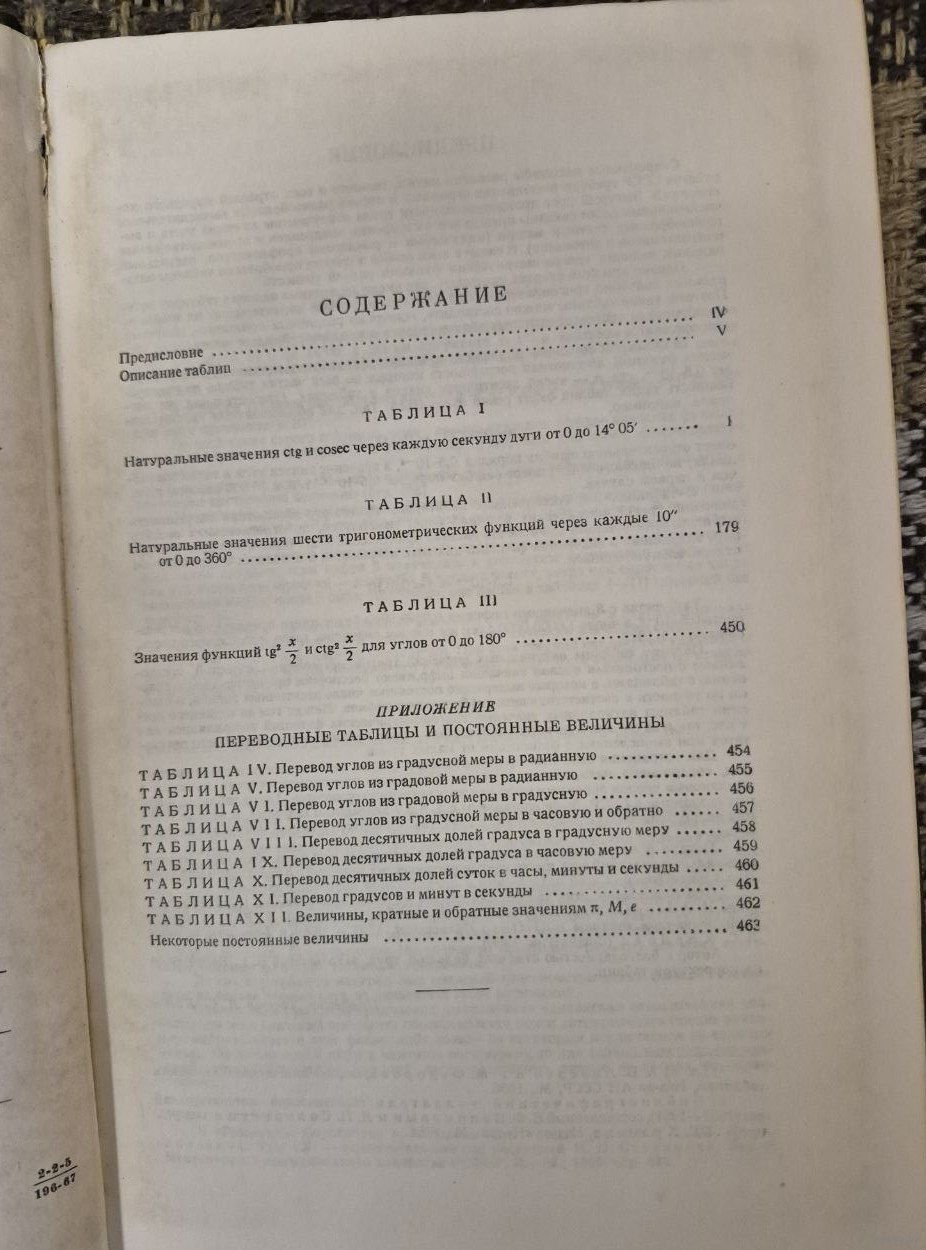 СОДЕРЖАНИЕ
Предисловие ........ IV
Описание таблиц ........ V
ТАБЛИЦА I
Натуральные значения ctg и cosec через каждую секунду дуги от 0 до 14° 05′ ....... 1
ТАБЛИЦА II
Натуральные значения шести тригонометрических функций через каждые 10″
от 0 до 360° ........ 179
ТАБЛИЦА III
Значения функций tg² x/2 и ctg² x/2 для углов от 0 до 180° ........ 450
ПРИЛОЖЕНИЕ
ПЕРЕВОДНЫЕ ТАБЛИЦЫ И ПОСТОЯННЫЕ ВЕЛИЧИНЫ
ТАБЛИЦА IV. Перевод углов из градусной меры в радианную ........ 454
ТАБЛИЦА V. Перевод углов из градовой меры в радианную ........ 455
ТАБЛИЦА VI. Перевод углов из градовой меры в градусную ........ 456
ТАБЛИЦА VII. Перевод углов из градусной меры в часовую и обратно ...... 457
ТАБЛИЦА VIII. Перевод десятичных долей градуса в градусную меру ...... 458
ТАБЛИЦА IX. Перевод десятичных долей градуса в часовую меру ........ 459
ТАБЛИЦА X. Перевод десятичных долей суток в часы, минуты и секунды ..... 460
ТАБЛИЦА XI. Перевод градусов и минут в секунды ........ 461
ТАБЛИЦА XII. Величины, кратные и обратные значениям π, M, e ........ 462
Некоторые постоянные величины ........ 463
2-2-5
196-67